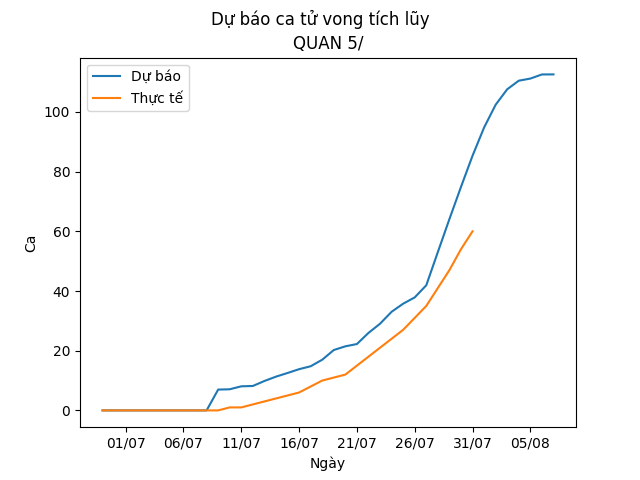 Dự báo ca tử vong tích lũy
QUAN 5/
Dự báo
Thực tế
100
80
60
40
20
0
Ca
01/07 06/07 11/07 16/07 21/07 26/07 31/07 05/08
Ngày